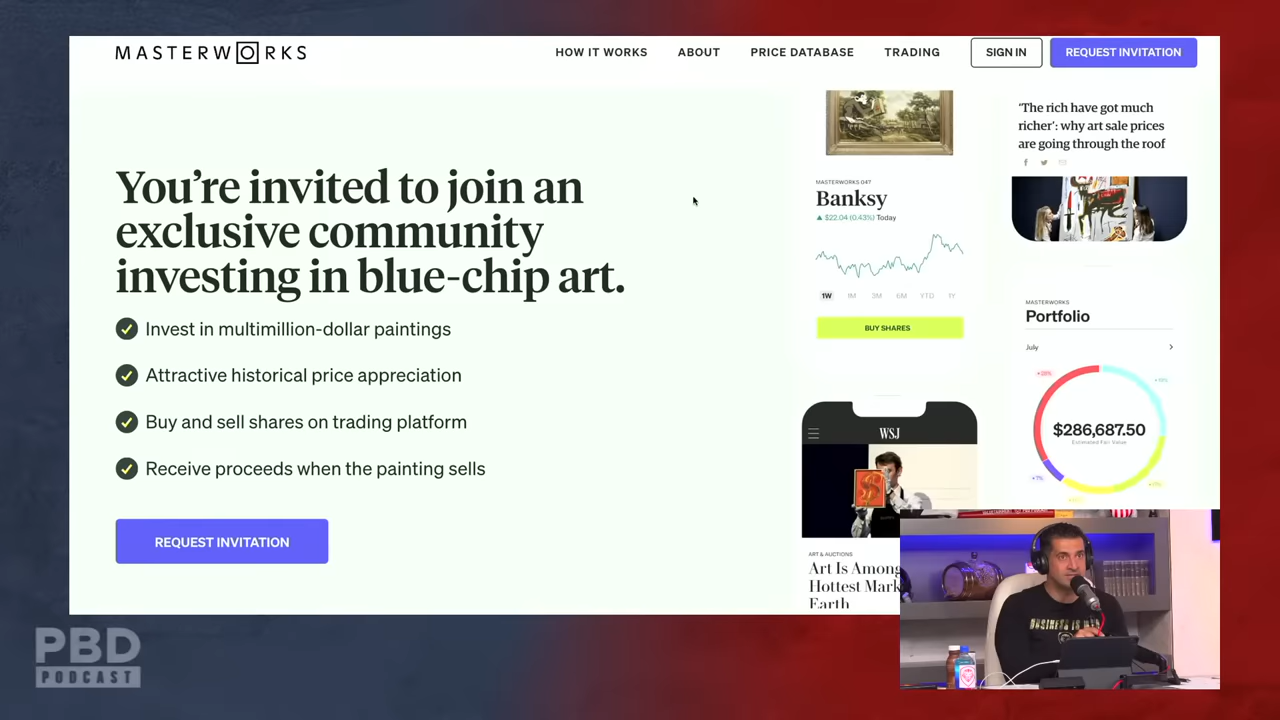 MASTERWORKS
HOW IT WORKS
ABOUT
PRICE DATABASE
TRADING
SIGN IN
REQUEST INVITATION
You're invited to join an
exclusive community
investing in blue-chip art.
Invest in multimillion-dollar paintings
Attractive historical price appreciation
Buy and sell shares on trading platform
Receive proceeds when the painting sells
REQUEST INVITATION
MASTERWORKS 047
Banksy
▲ $22.04 (0.43%) Today
1W 1M 3M 6M YTD 1Y
BUY SHARES
WSJ
ART & AUCTIONS
Art Is Among
Hottest Mark
Earth
'The rich have got much
richer': why art sale prices
are going through the roof
MASTERWORKS
Portfolio
July
$286,687.50
Estimated Fair Value
PBD
PODCAST